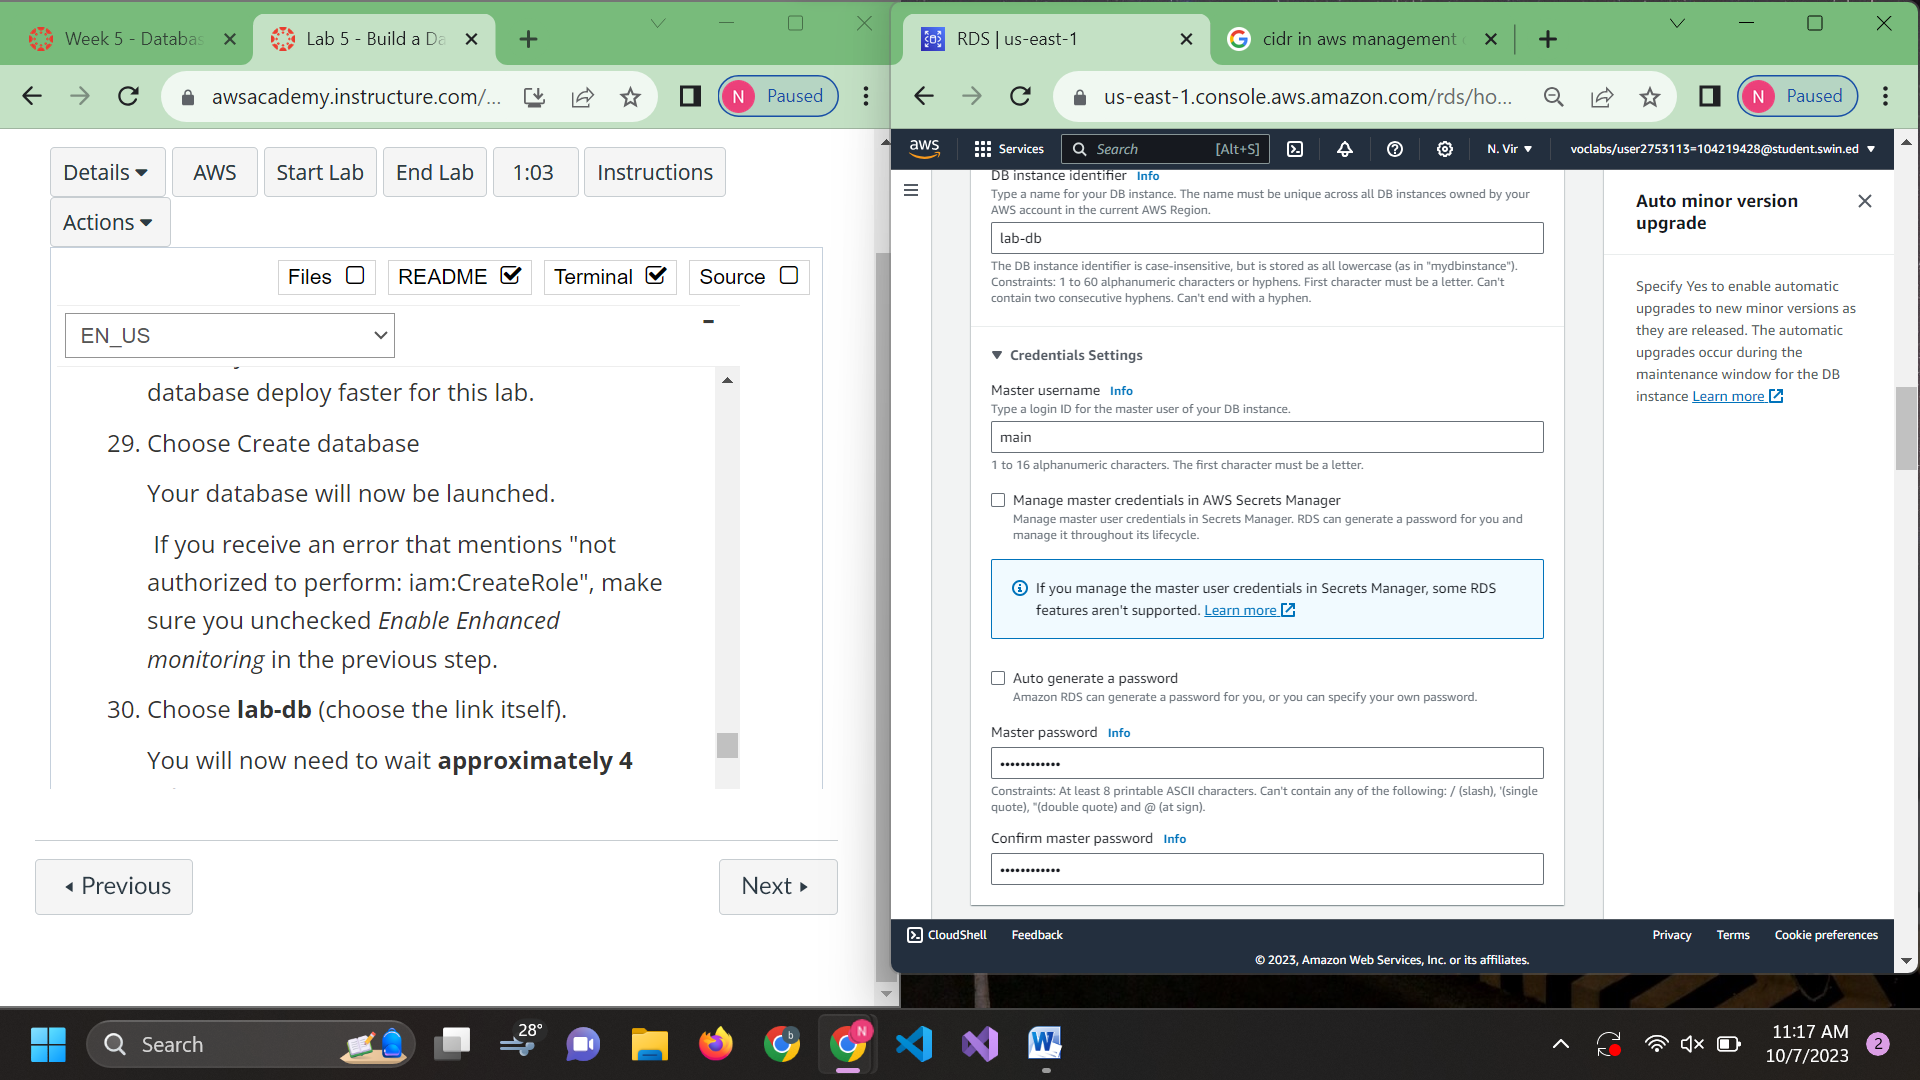 Week 5 - Databas
Lab 5 - Build a Da
awsacademy.instructure.com/...
N Paused
Details
AWS
Start Lab
End Lab
1:03
Instructions
Actions
Files
README
Terminal
Source
EN_US
database deploy faster for this lab.
29. Choose Create database
Your database will now be launched.
If you receive an error that mentions "not
authorized to perform: iam:CreateRole", make
sure you unchecked Enable Enhanced
monitoring in the previous step.
30. Choose lab-db (choose the link itself).
You will now need to wait approximately 4
Previous
Next
RDS | us-east-1
cidr in aws management
us-east-1.console.aws.amazon.com/rds/ho...
N Paused
aws
Services
Search [Alt+S]
N. Vir
voclabs/user2753113=104219428@student.swin.ed
DB instance identifier Info
Type a name for your DB instance. The name must be unique across all DB instances owned by your
AWS account in the current AWS Region.
lab-db
The DB instance identifier is case-insensitive, but is stored as all lowercase (as in "mydbinstance").
Constraints: 1 to 60 alphanumeric characters or hyphens. First character must be a letter. Can't
contain two consecutive hyphens. Can't end with a hyphen.
Credentials Settings
Master username Info
Type a login ID for the master user of your DB instance.
main
1 to 16 alphanumeric characters. The first character must be a letter.
Manage master credentials in AWS Secrets Manager
Manage master user credentials in Secrets Manager. RDS can generate a password for you and
manage it throughout its lifecycle.
If you manage the master user credentials in Secrets Manager, some RDS
features aren't supported. Learn more
Auto generate a password
Amazon RDS can generate a password for you, or you can specify your own password.
Master password Info
••••••••••••
Constraints: At least 8 printable ASCII characters. Can't contain any of the following: / (slash), '(single
quote), "(double quote) and @ (at sign).
Confirm master password Info
••••••••••••
Auto minor version
upgrade
Specify Yes to enable automatic
upgrades to new minor versions as
they are released. The automatic
upgrades occur during the
maintenance window for the DB
instance Learn more
CloudShell
Feedback
Privacy
Terms
Cookie preferences
© 2023, Amazon Web Services, Inc. or its affiliates.
Search
28°
b
N
11:17 AM
10/7/2023
2